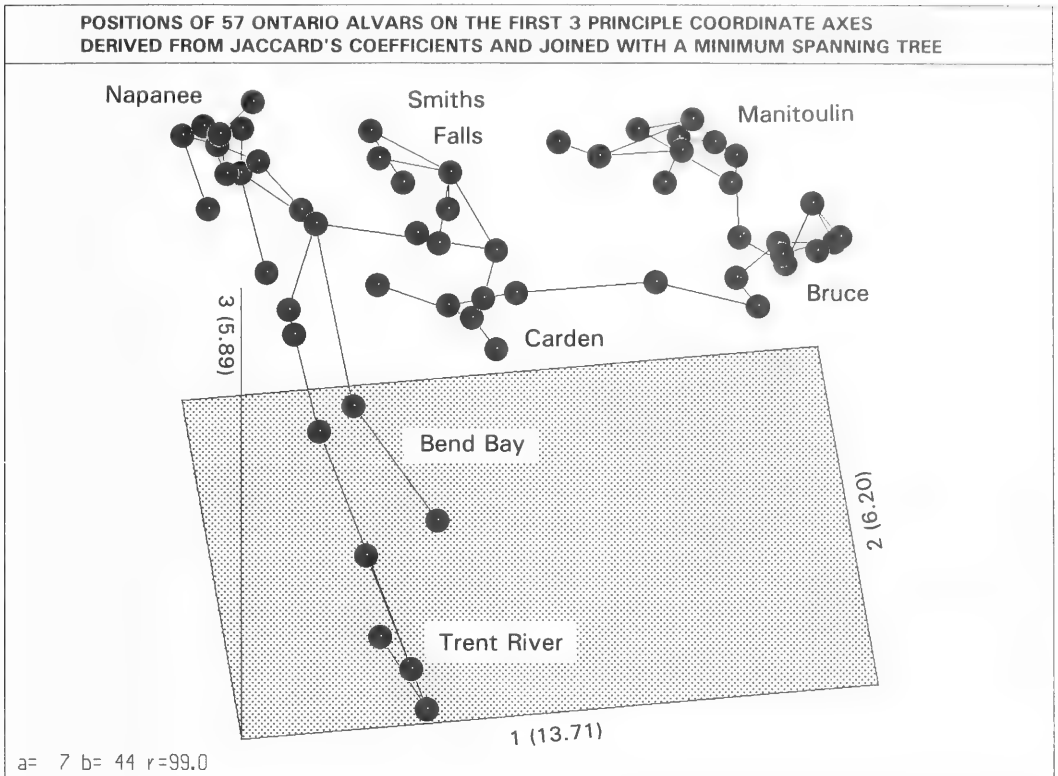 POSITIONS OF 57 ONTARIO ALVARS ON THE FIRST 3 PRINCIPLE COORDINATE AXES
DERIVED FROM JACCARD'S COEFFICIENTS AND JOINED WITH A MINIMUM SPANNING TREE
Napanee
Smiths
Falls
Manitoulin
Bruce
Carden
3 (5.89)
Bend Bay
2 (6.20)
Trent River
1 (13.71)
a= 7 b= 44 r=99.0